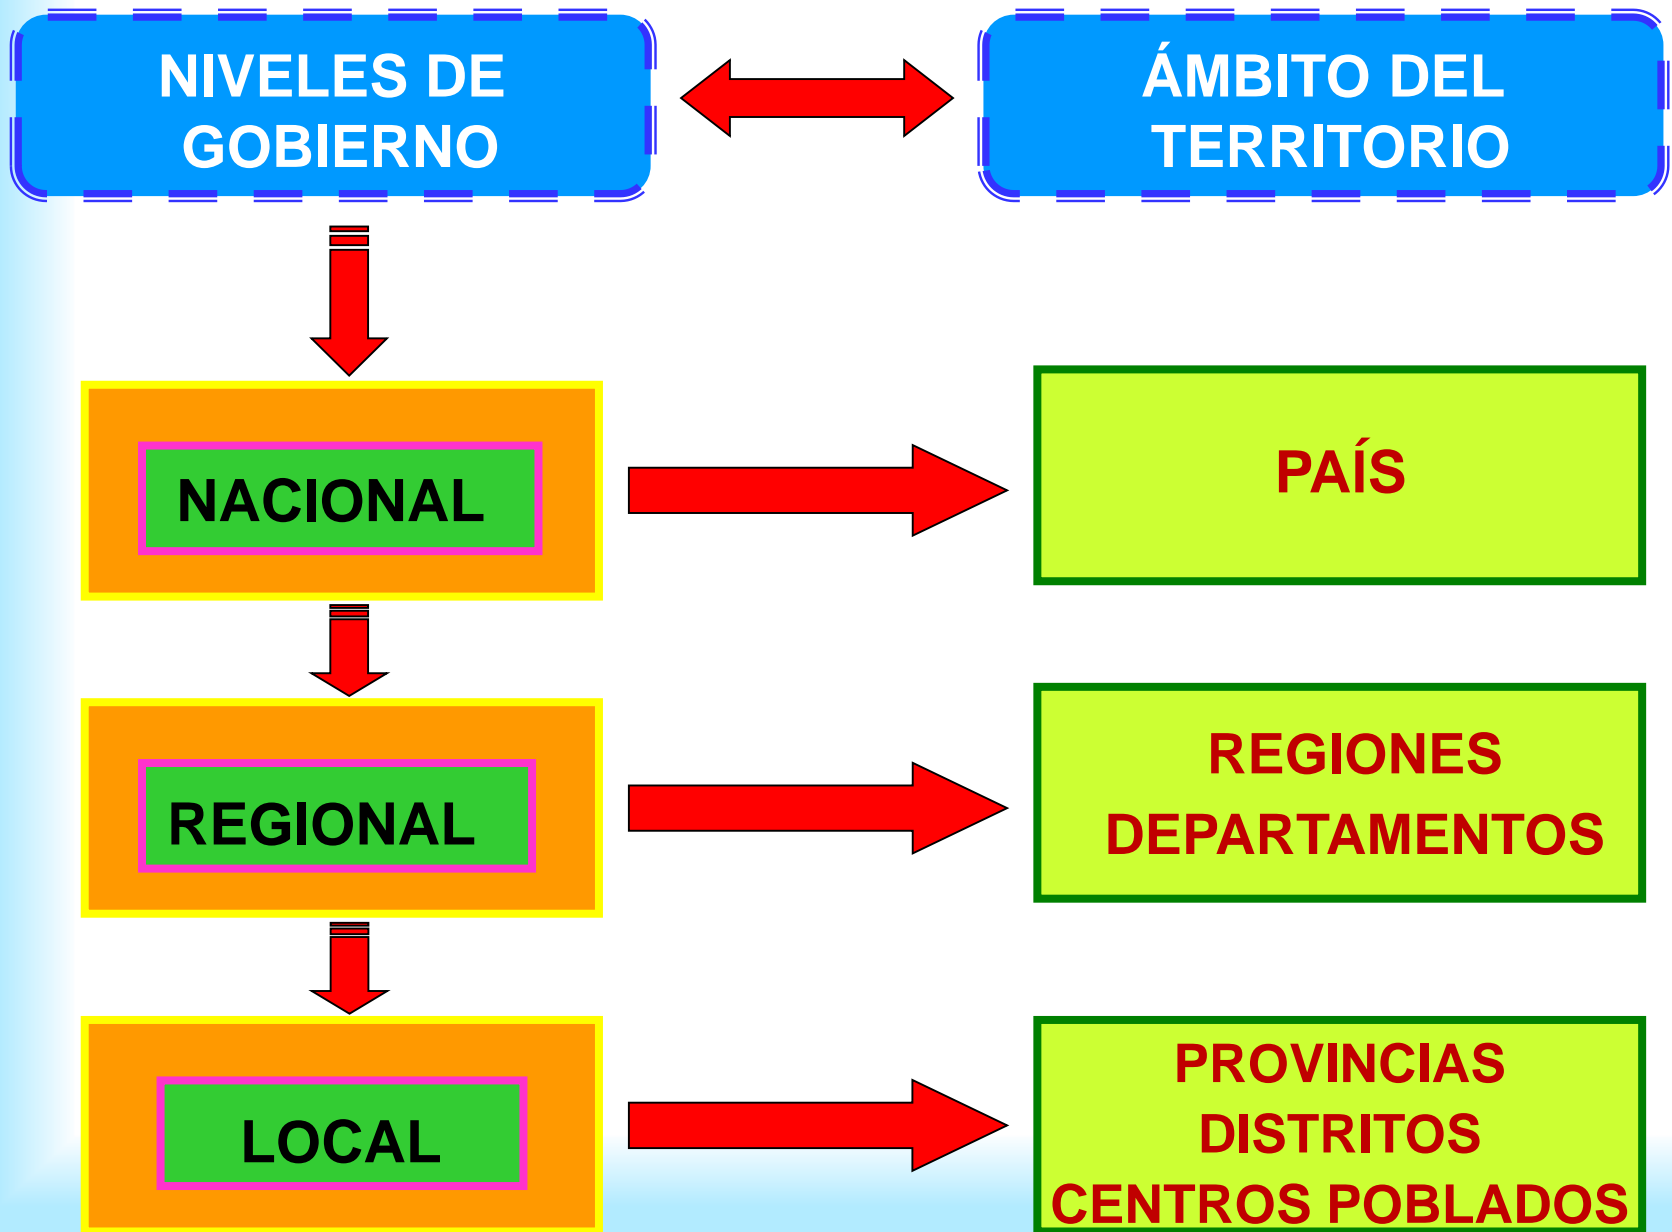 NIVELES DE
GOBIERNO
ÁMBITO DEL
TERRITORIO
NACIONAL
PAÍS
REGIONAL
REGIONES
DEPARTAMENTOS
LOCAL
PROVINCIAS
DISTRITOS
CENTROS POBLADOS